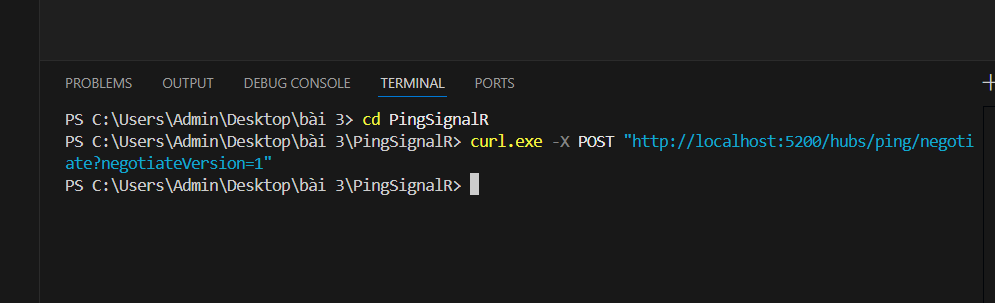 PROBLEMS OUTPUT DEBUG CONSOLE TERMINAL PORTS
PS C:\Users\Admin\Desktop\bài 3> cd PingSignalR
PS C:\Users\Admin\Desktop\bài 3\PingSignalR> curl.exe -X POST "http://localhost:5200/hubs/ping/negoti
ate?negotiateVersion=1"
PS C:\Users\Admin\Desktop\bài 3\PingSignalR>